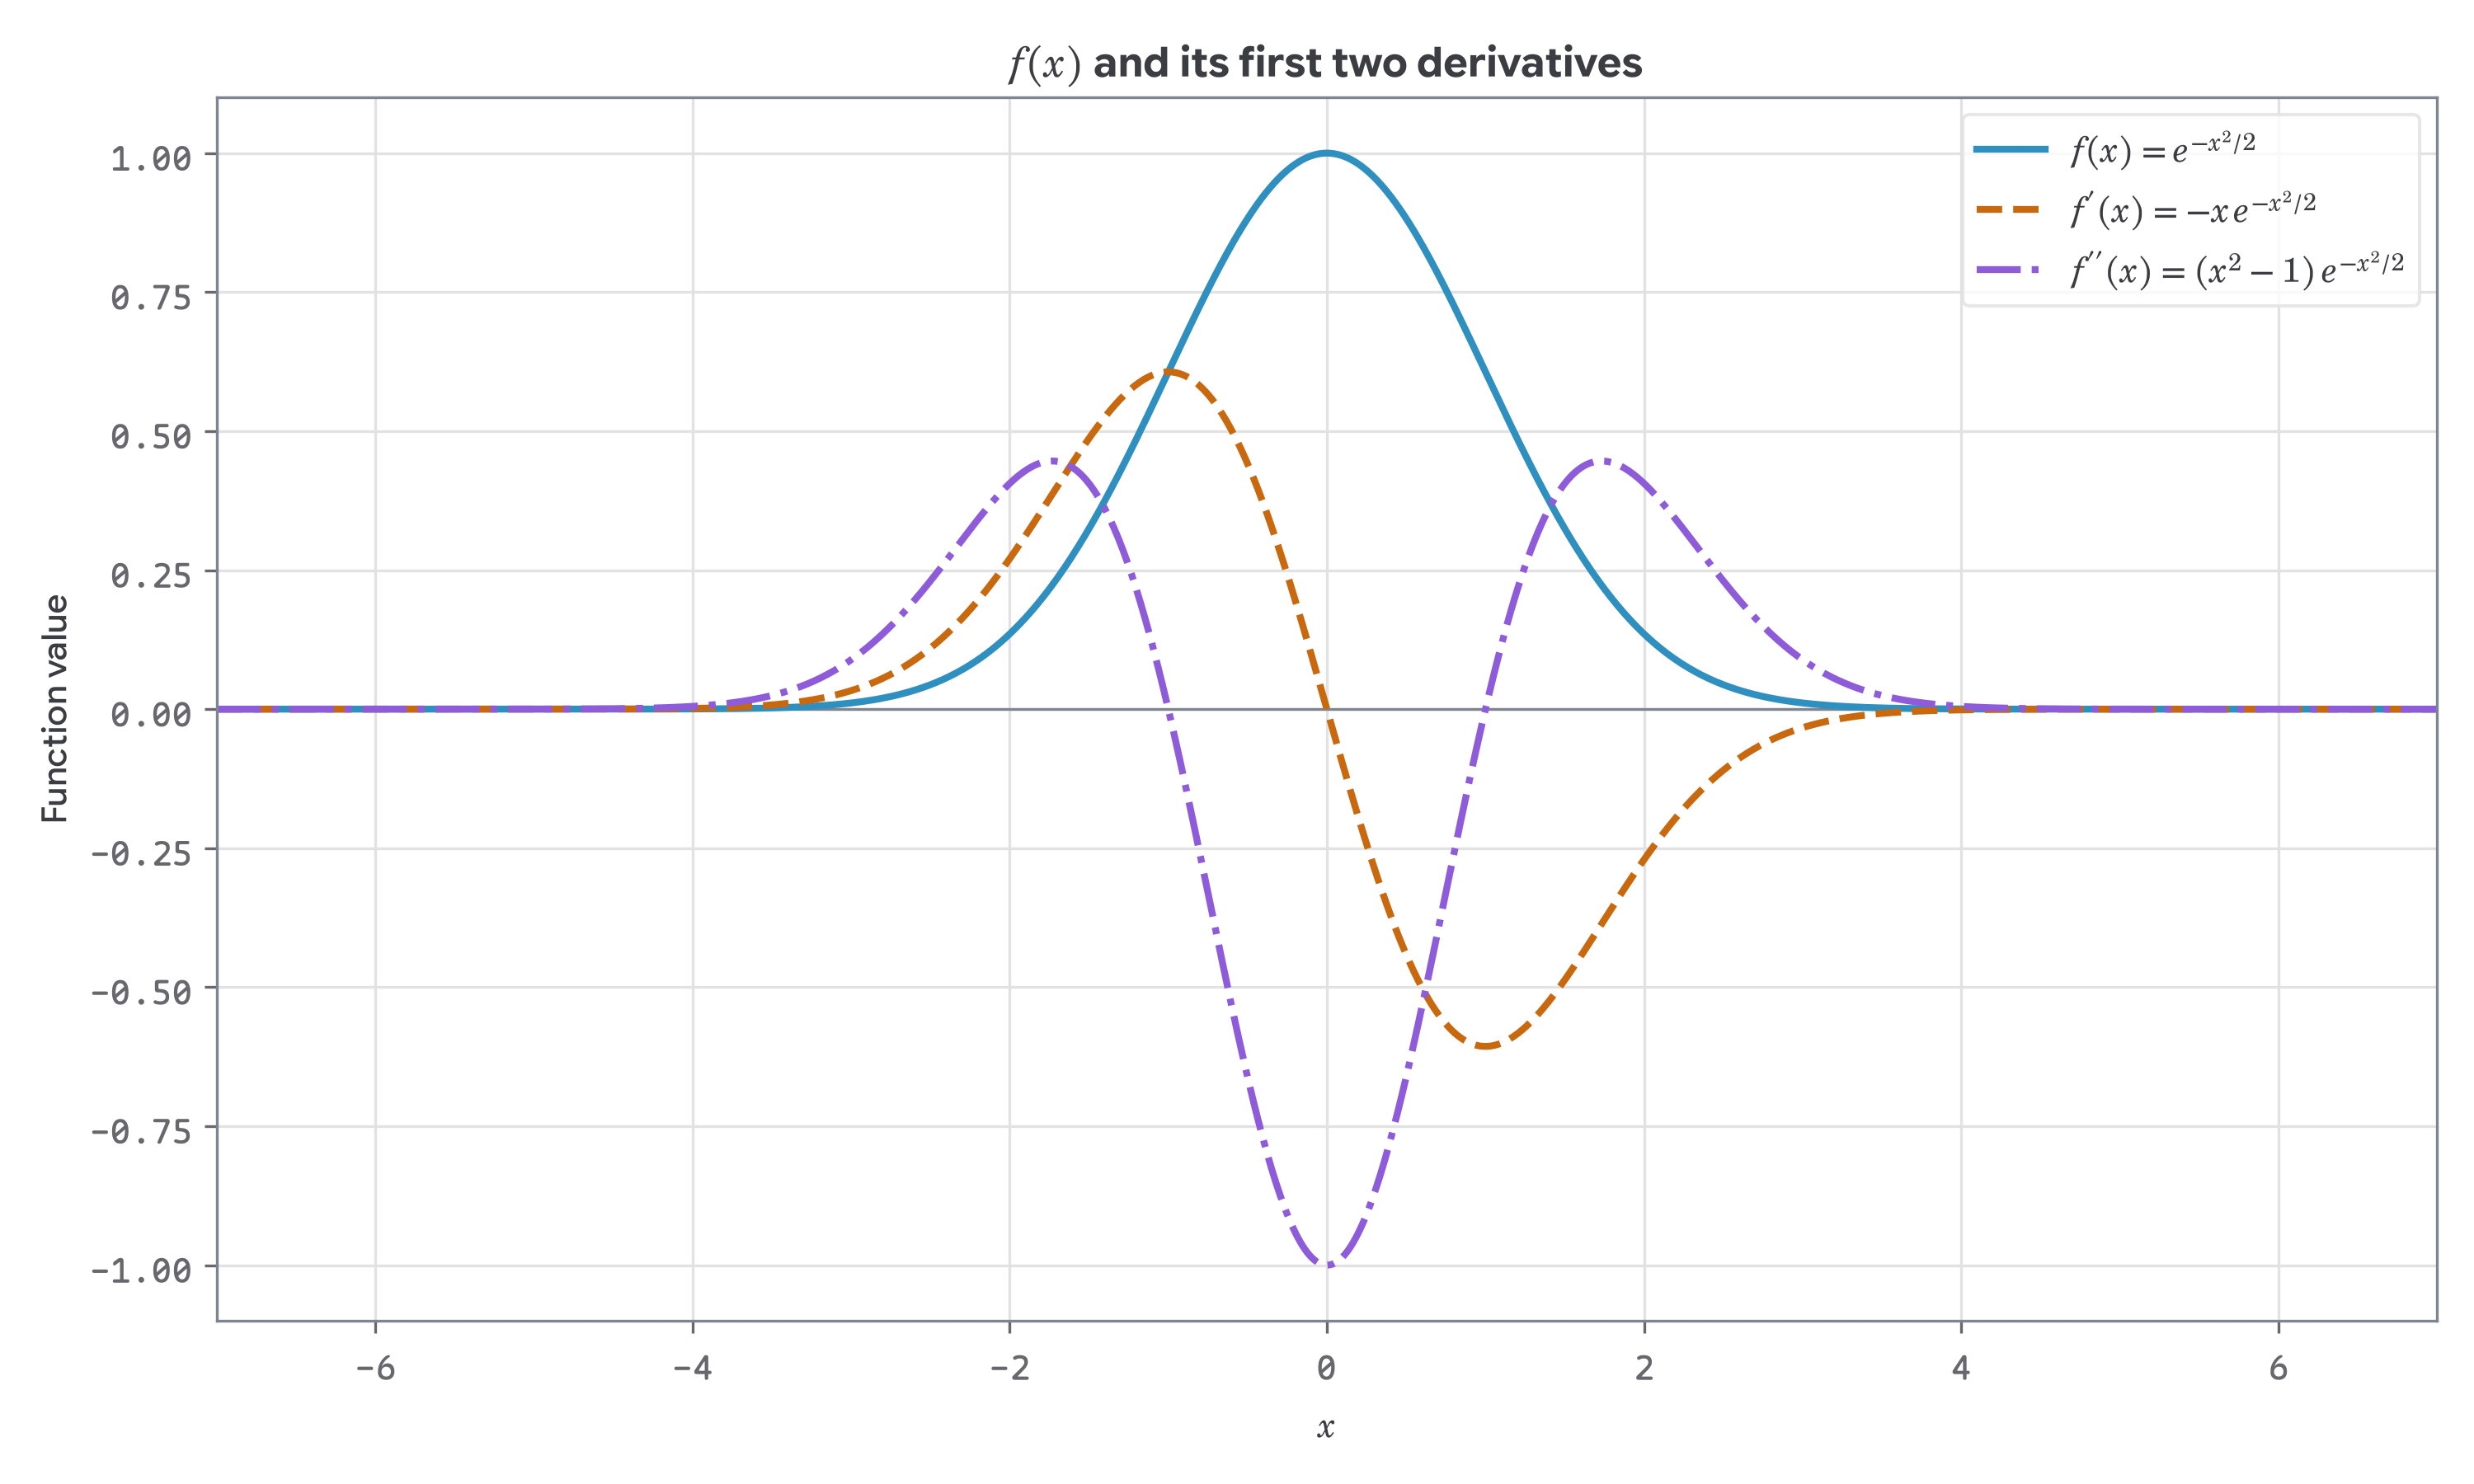 f(x) and its first two derivatives
f(x) = e^{−x²/2}
f′(x) = −xe^{−x²/2}
f′′(x) = (x² − 1)e^{−x²/2}
Function value
1.00
0.75
0.50
0.25
0.00
−0.25
−0.50
−0.75
−1.00
−6 −4 −2 0 2 4 6
x